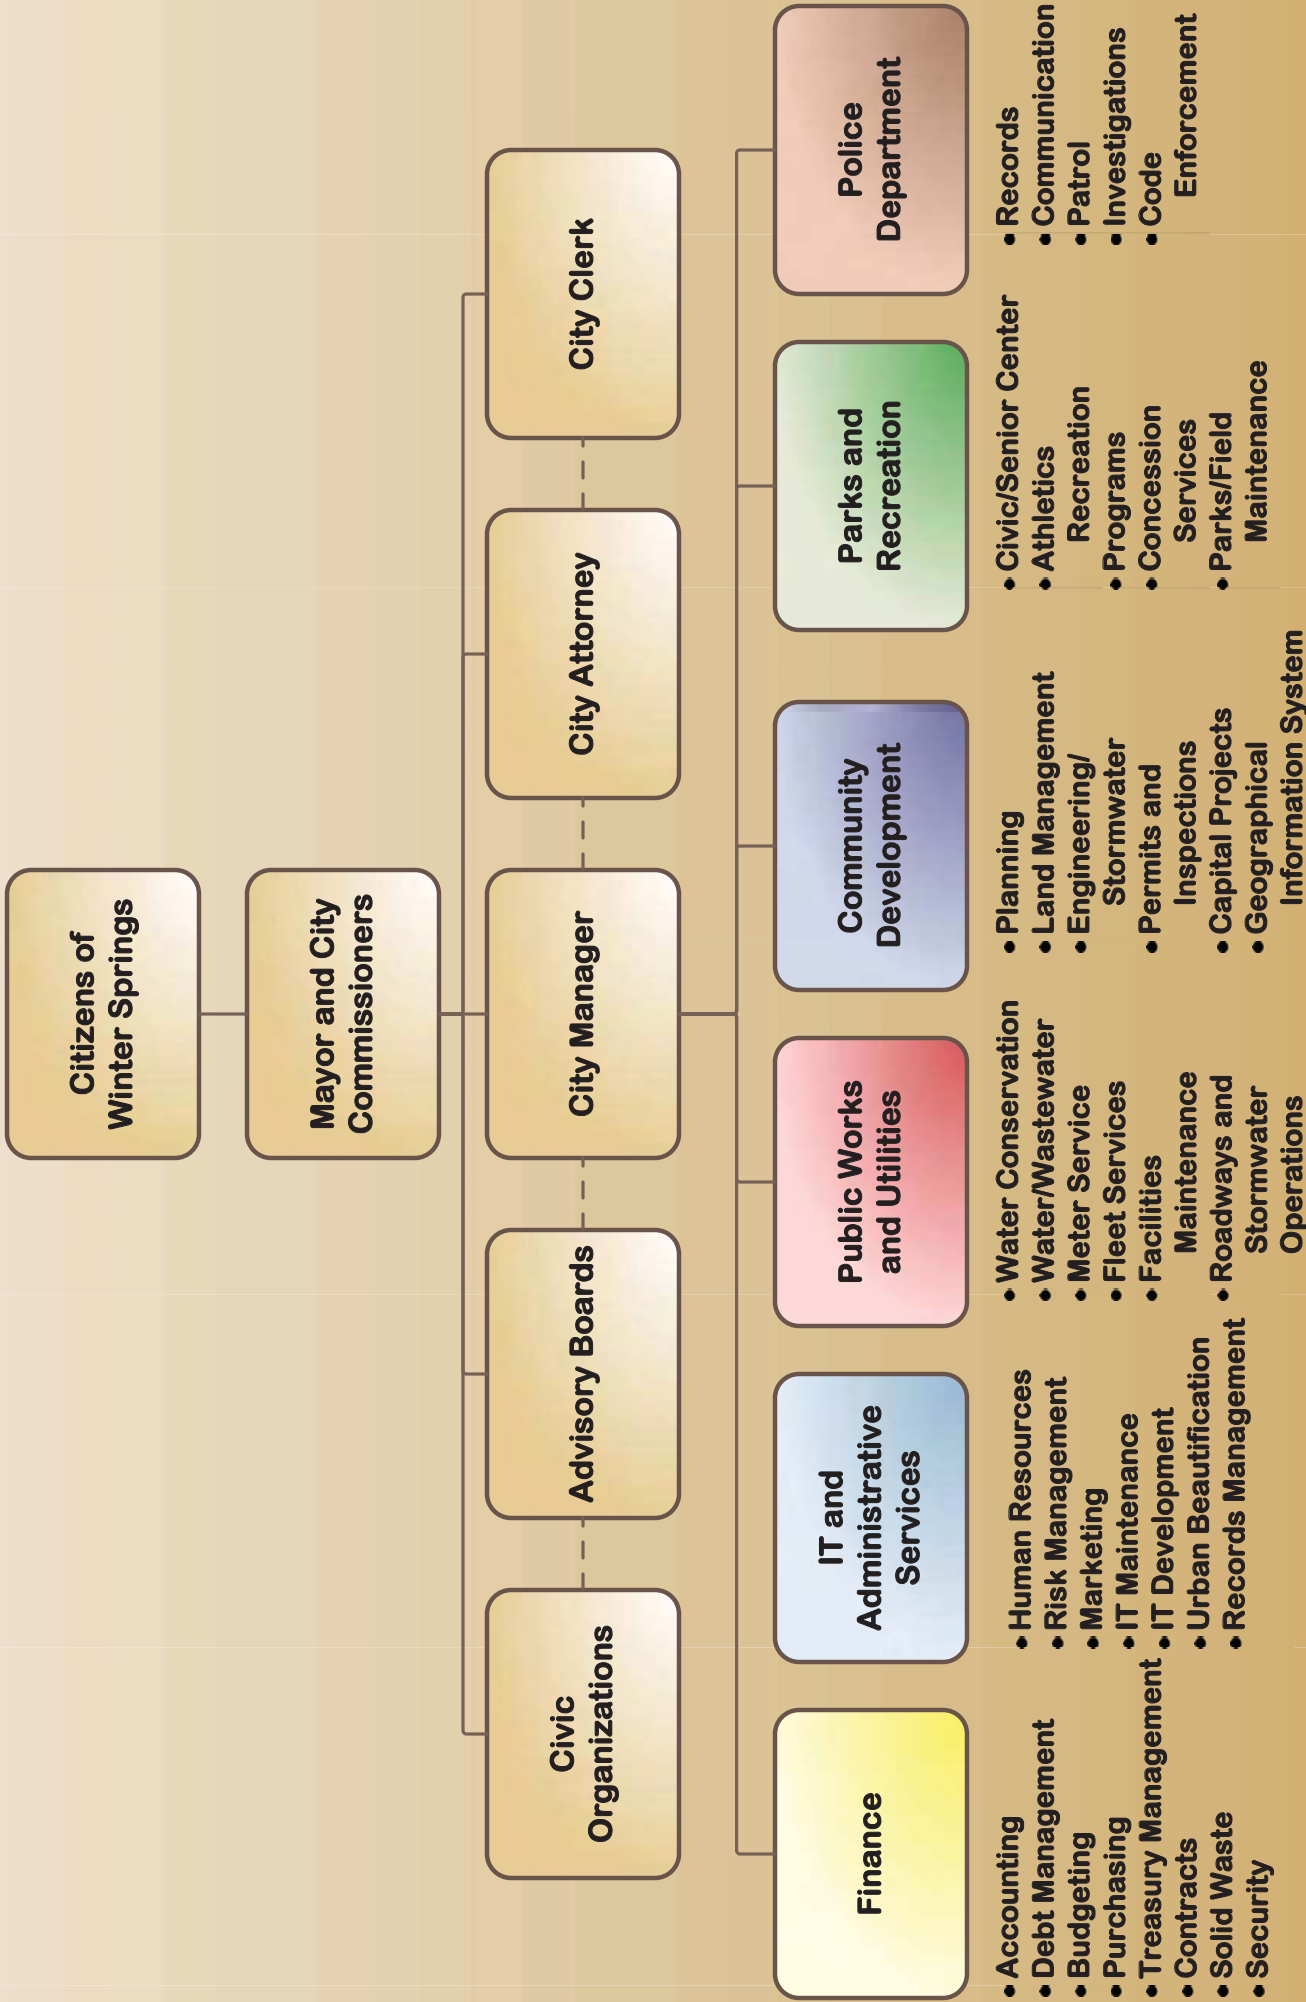 Citizens of
Winter Springs
Mayor and City
Commissioners
Civic
Organizations
Advisory Boards
City Manager
City Attorney
City Clerk
Finance
• Accounting
• Debt Management
• Budgeting
• Purchasing
• Treasury Management
• Contracts
• Solid Waste
• Security
IT and
Administrative
Services
• Human Resources
• Risk Management
• Marketing
• IT Maintenance
• IT Development
• Urban Beautification
• Records Management
Public Works
and Utilities
• Water Conservation
• Water/Wastewater
• Meter Service
• Fleet Services
• Facilities
Maintenance
• Roadways and
Stormwater
Operations
Community
Development
• Planning
• Land Management
• Engineering/
Stormwater
• Permits and
Inspections
• Capital Projects
• Geographical
Information System
Parks and
Recreation
• Civic/Senior Center
• Athletics
Recreation
• Programs
• Concession
Services
• Parks/Field
Maintenance
Police
Department
• Records
• Communication
• Patrol
• Investigations
• Code
Enforcement